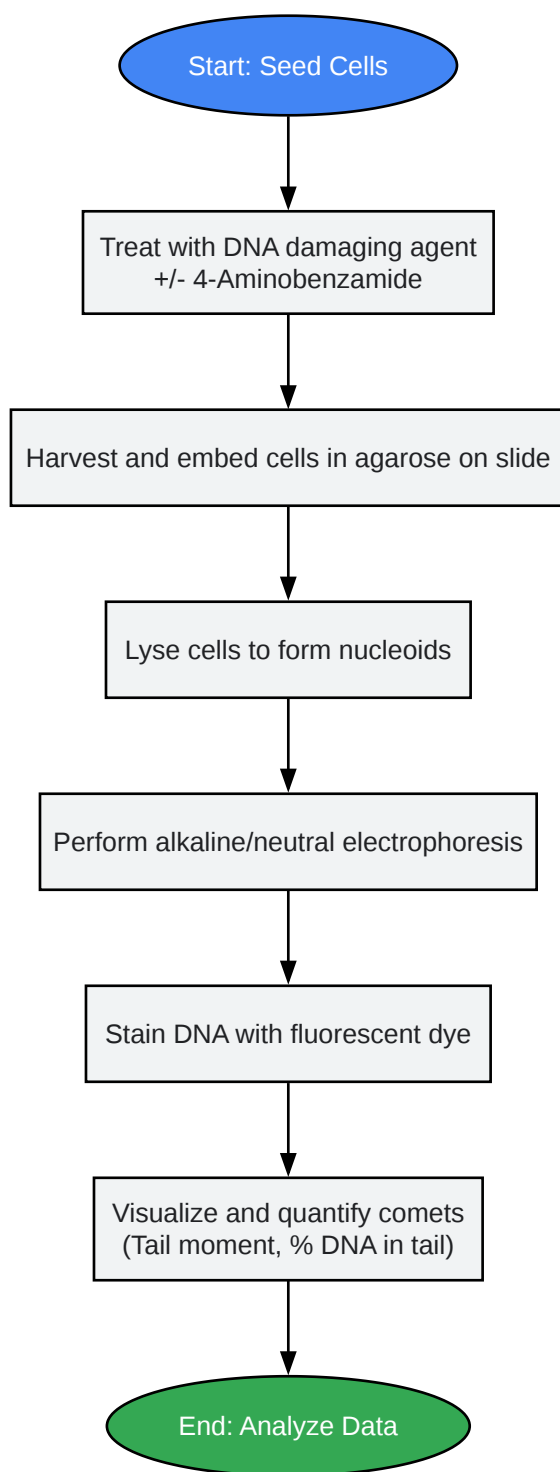 Start: Seed Cells
Treat with DNA damaging agent
+/- 4-Aminobenzamide
Harvest and embed cells in agarose on slide
Lyse cells to form nucleoids
Perform alkaline/neutral electrophoresis
Stain DNA with fluorescent dye
Visualize and quantify comets
(Tail moment, % DNA in tail)
End: Analyze Data